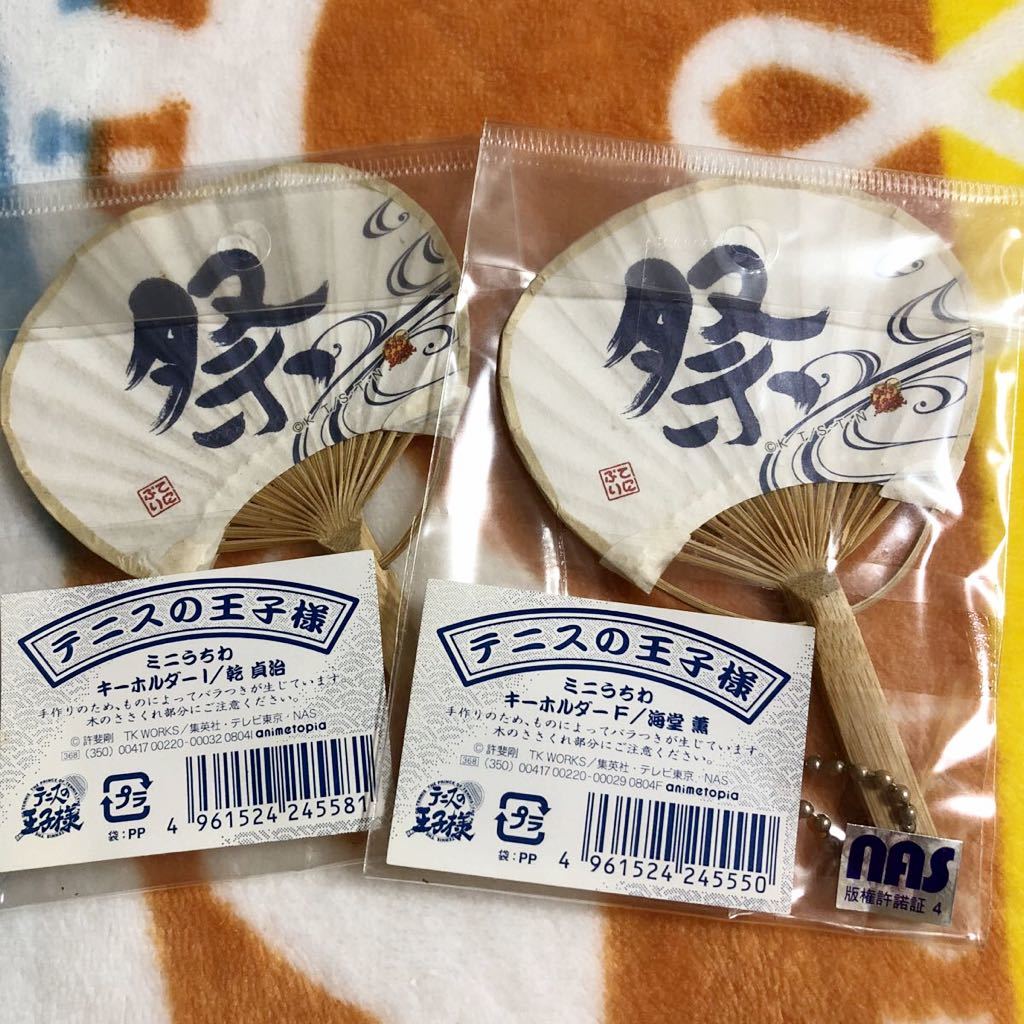 祭
©K I・S・T・N
てにぷり
テニスの王子様
ミニうちわ
キーホルダーI/乾 貞治
手作りのため、ものによってバラつきが生じています。
木のささくれ部分にご注意ください。
©許斐剛 TK WORKS/集英社・テレビ東京・NAS
368 (350) 00417 00220-00032 0804I animetopia
テニスの王子様
プラ
袋:PP
4 961524 245581
祭
©K I・S・T・N
てにぷり
テニスの王子様
ミニうちわ
キーホルダーF/海堂 薫
手作りのため、ものによってバラつきが生じています。
木のささくれ部分にご注意ください。
©許斐剛 TK WORKS/集英社・テレビ東京・NAS
368 (350) 00417 00220-00029 0804F animetopia
テニスの王子様
プラ
袋:PP
4 961524 245550
nas
版権許諾証 4